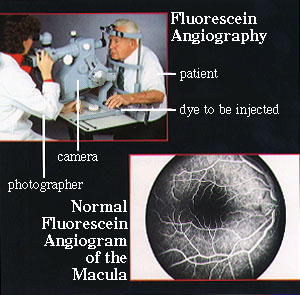 Fluorescein
Angiography
patient
dye to be injected
camera
photographer
Normal
Fluorescein
Angiogram
of the
Macula